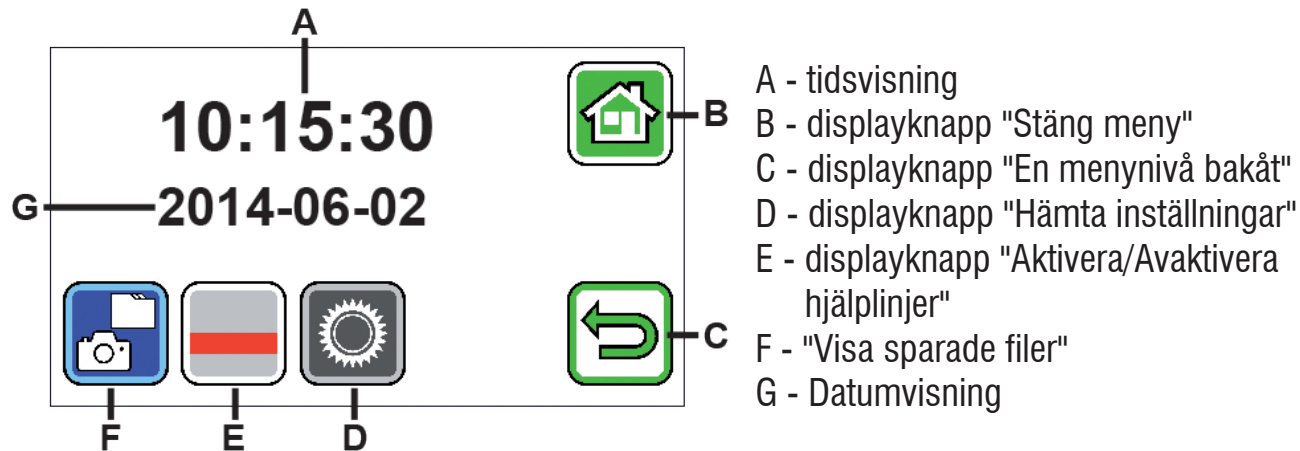 A
10:15:30
B
G
2014-06-02
C
F
E
D
A - tidsvisning
B - displayknapp "Stäng meny"
C - displayknapp "En menynivå bakåt"
D - displayknapp "Hämta inställningar"
E - displayknapp "Aktivera/Avaktivera
hjälplinjer"
F - "Visa sparade filer"
G - Datumvisning